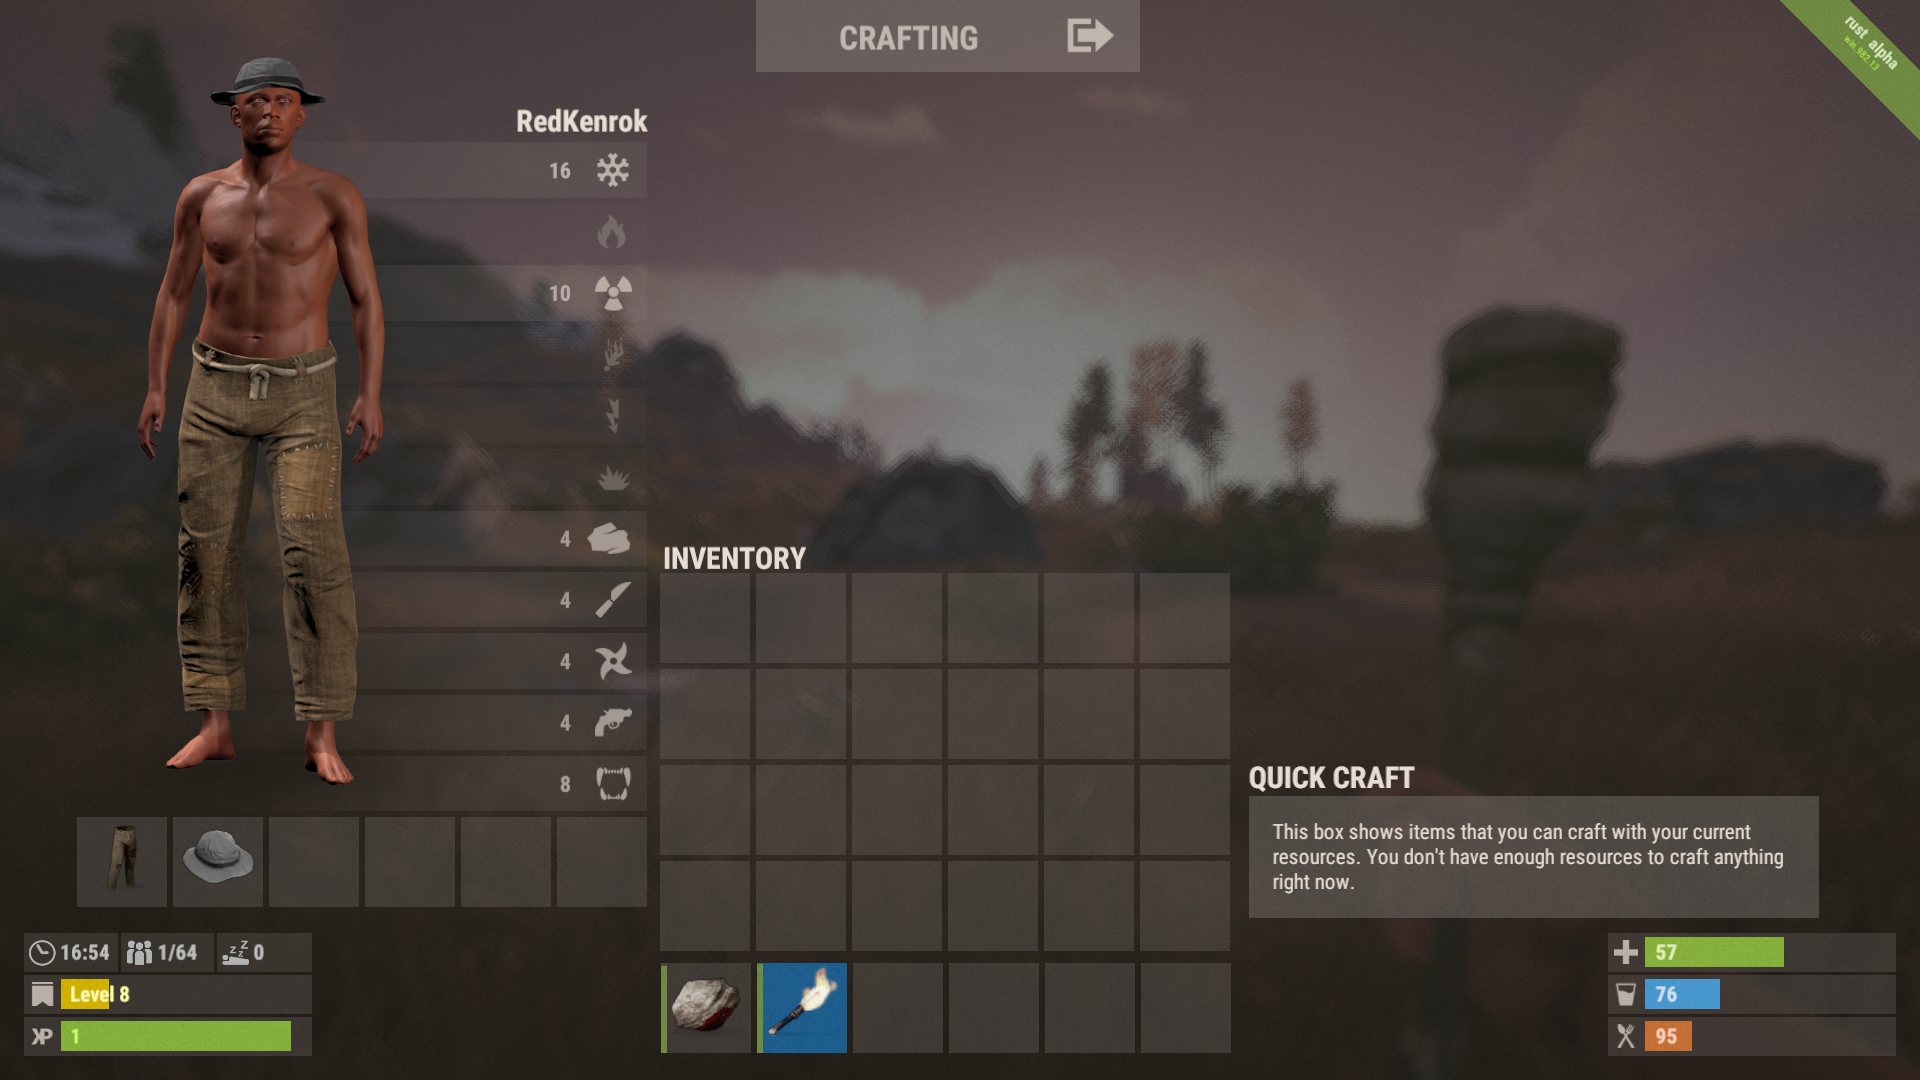 CRAFTING
rust alpha
RedKenrok
16
10
4
4
4
4
8
INVENTORY
QUICK CRAFT
This box shows items that you can craft with your current
resources. You don't have enough resources to craft anything
right now.
16:54
1/64
zzz 0
Level 8
XP 1
57
76
95